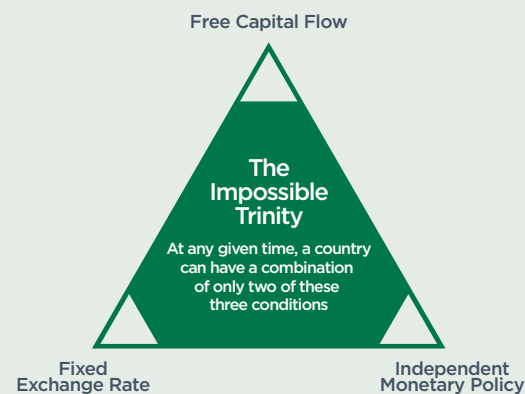 Free Capital Flow
The
Impossible
Trinity
At any given time, a country
can have a combination
of only two of these
three conditions
Fixed
Exchange Rate
Independent
Monetary Policy